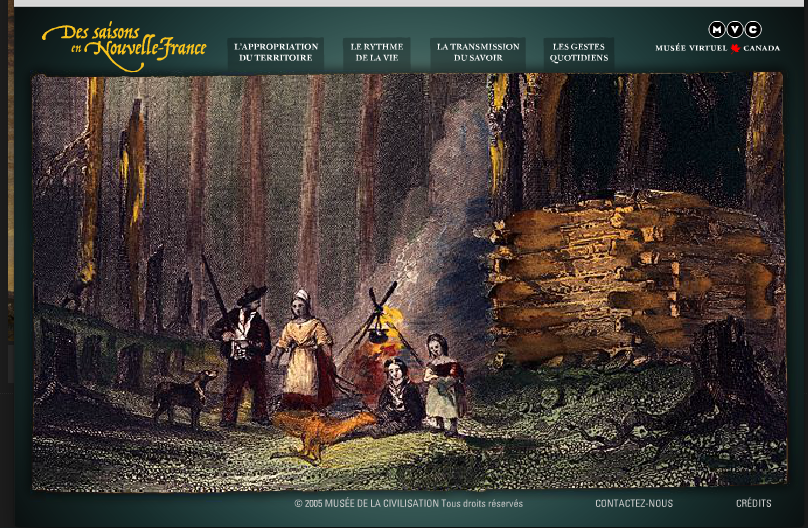 Des saisons
en Nouvelle-France
L'APPROPRIATION
DU TERRITOIRE
LE RYTHME
DE LA VIE
LA TRANSMISSION
DU SAVOIR
LES GESTES
QUOTIDIENS
MVC
MUSÉE VIRTUEL CANADA
© 2005 MUSÉE DE LA CIVILISATION Tous droits réservés
CONTACTEZ-NOUS
CRÉDITS